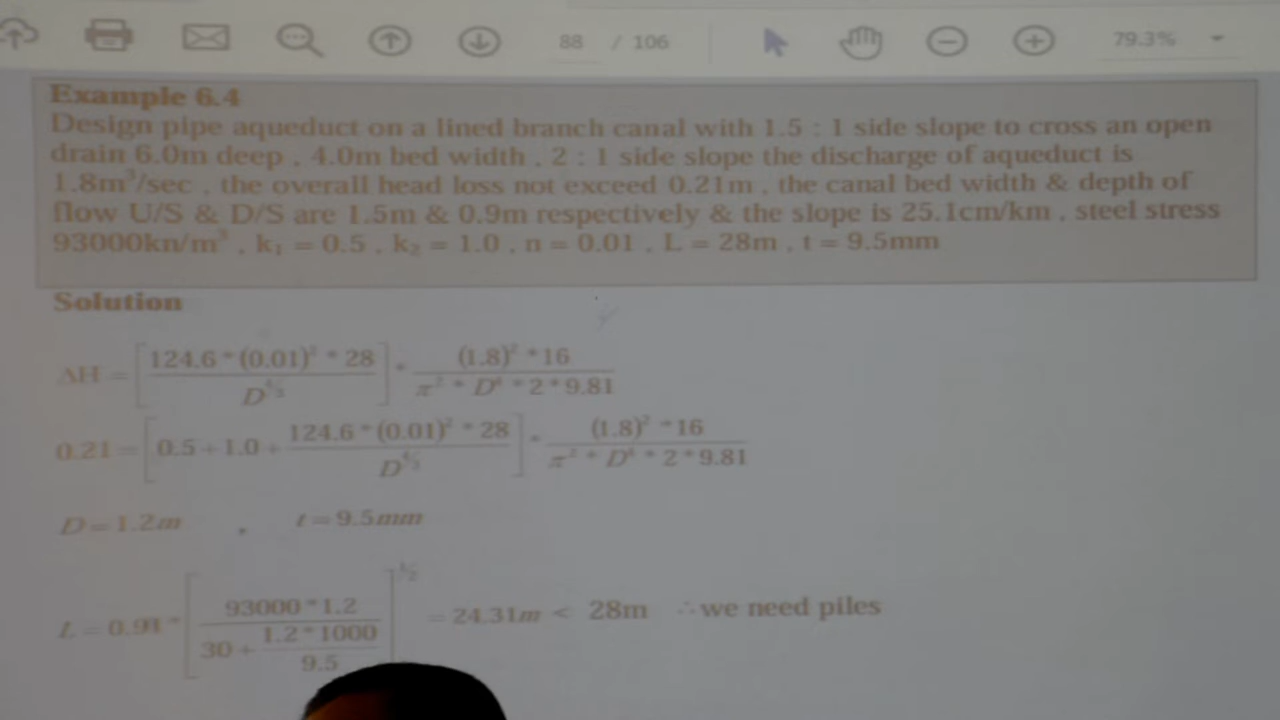 88 / 106 79.3%
Example 6.4
Design pipe aqueduct on a lined branch canal with 1.5 : 1 side slope to cross an open
drain 6.0m deep , 4.0m bed width , 2 : 1 side slope the discharge of aqueduct is
1.8m³/sec , the overall head loss not exceed 0.21m , the canal bed width & depth of
flow U/S & D/S are 1.5m & 0.9m respectively & the slope is 25.1cm/km , steel stress
93000kn/m² , k₁ = 0.5 , k₂ = 1.0 , n = 0.01 , L = 28m , t = 9.5mm
Solution
ΔH = [124.6 * (0.01)² * 28 / D^(4/3)] * (1.8)² * 16 / π² * D⁴ * 2 * 9.81
0.21 = [0.5 + 1.0 + 124.6 * (0.01)² * 28 / D^(4/3)] * (1.8)² * 16 / π² * D⁴ * 2 * 9.81
D = 1.2m , t = 9.5mm
L = 0.91 * [93000 * 1.2 / 30 + 1.2 * 1000 / 9.5]^(1/2) = 24.31m < 28m ∴ we need piles